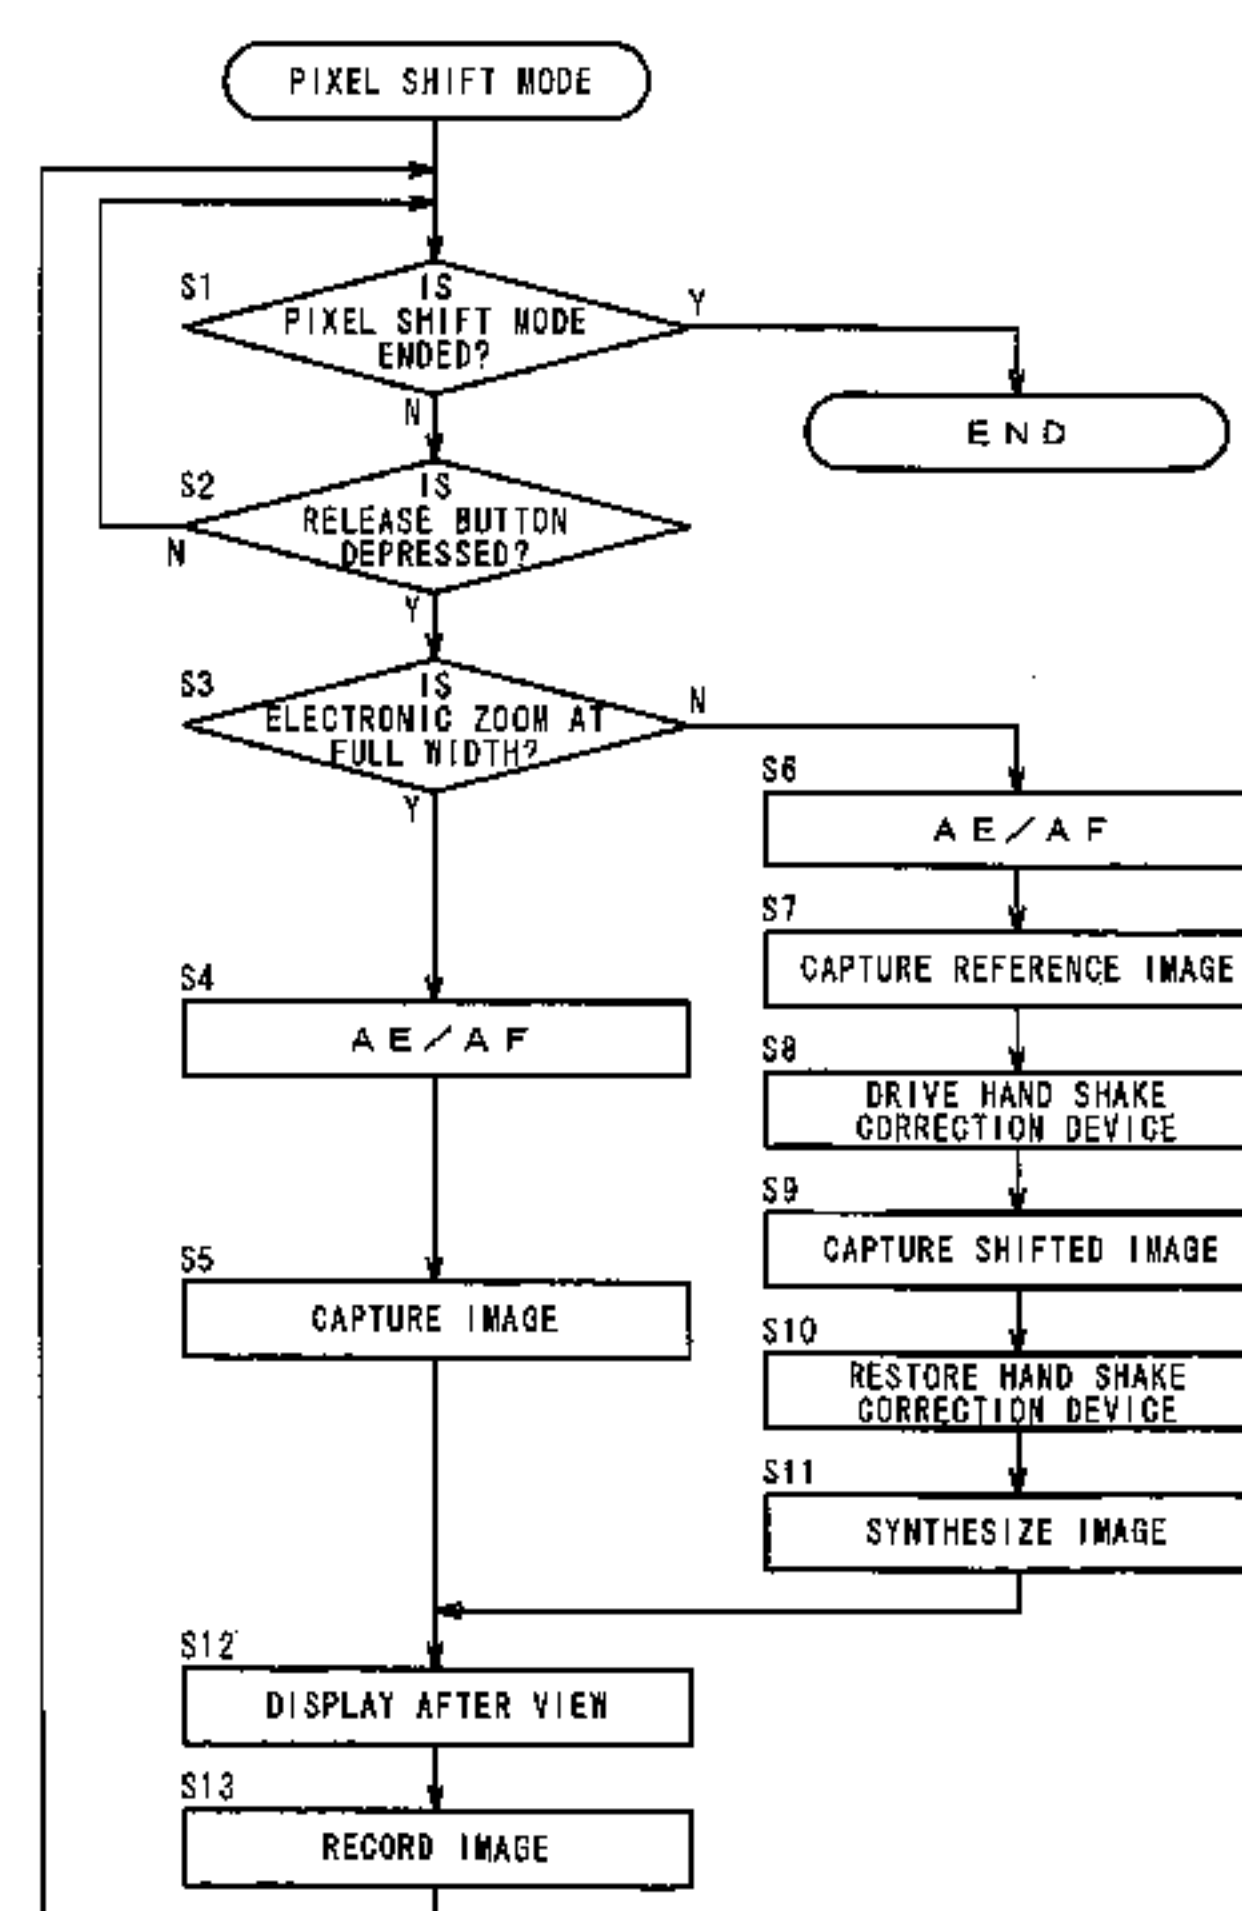 PIXEL SHIFT MODE
S1
IS
PIXEL SHIFT MODE
ENDED?
Y
N
END
S2
IS
RELEASE BUTTON
DEPRESSED?
N
Y
S3
IS
ELECTRONIC ZOOM AT
FULL WIDTH?
N
Y
S6
AE/AF
S7
CAPTURE REFERENCE IMAGE
S4
AE/AF
S8
DRIVE HAND SHAKE
CORRECTION DEVICE
S9
CAPTURE SHIFTED IMAGE
S5
CAPTURE IMAGE
S10
RESTORE HAND SHAKE
CORRECTION DEVICE
S11
SYNTHESIZE IMAGE
S12
DISPLAY AFTER VIEW
S13
RECORD IMAGE